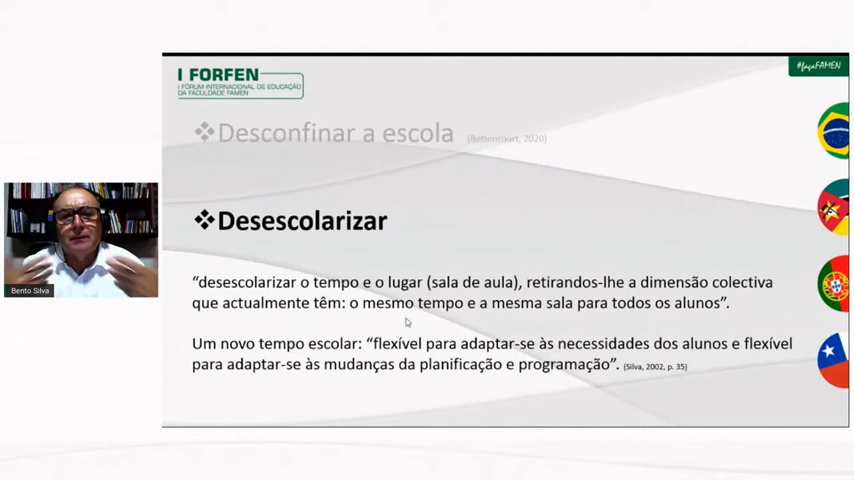 I FORFEN
I FÓRUM INTERNACIONAL DE EDUCAÇÃO
DA FACULDADE FAMEN
#façaFAMEN
❖Desconfinar a escola (Bettencourt, 2020)
❖Desescolarizar
“desescolarizar o tempo e o lugar (sala de aula), retirandos-lhe a dimensão colectiva
que actualmente têm: o mesmo tempo e a mesma sala para todos os alunos”.
Um novo tempo escolar: “flexível para adaptar-se às necessidades dos alunos e flexível
para adaptar-se às mudanças da planificação e programação”. (Silva, 2002, p. 35)
Bento Silva